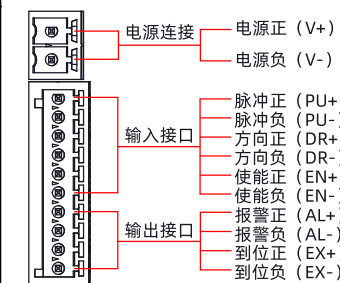 电源连接
电源正（V+）
电源负（V-）
输入接口
脉冲正（PU+
脉冲负（PU-）
方向正（DR+
方向负（DR-）
使能正（EN+
使能负（EN-
输出接口
报警正（AL+）
报警负（AL-）
到位正（EX+）
到位负（EX-）